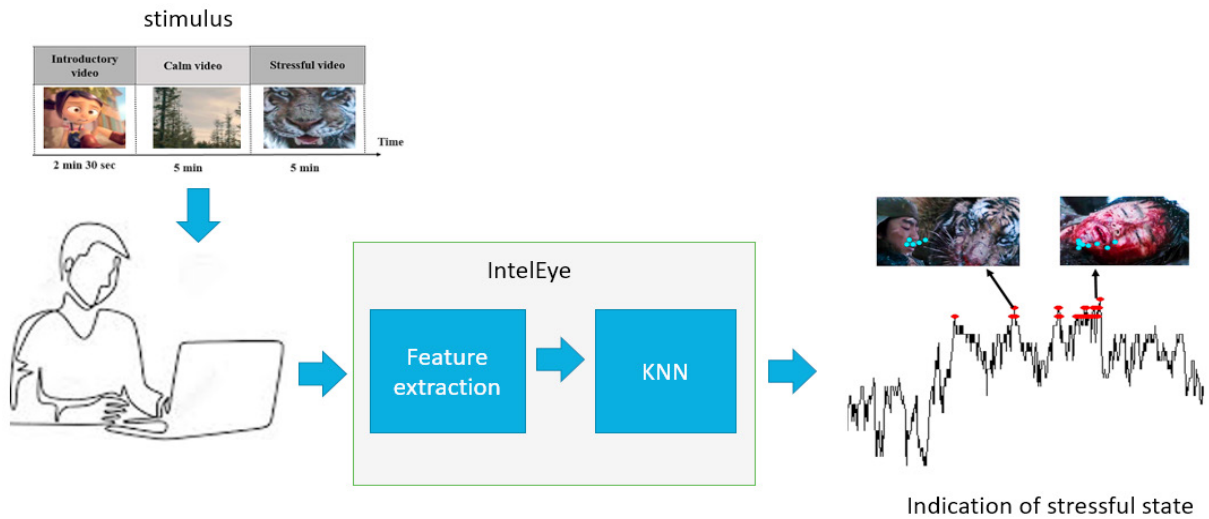 stimulus
Introductory
video
Calm video
Stressful video
Time
2 min 30 sec
5 min
5 min
IntelEye
Feature
extraction
KNN
Indication of stressful state